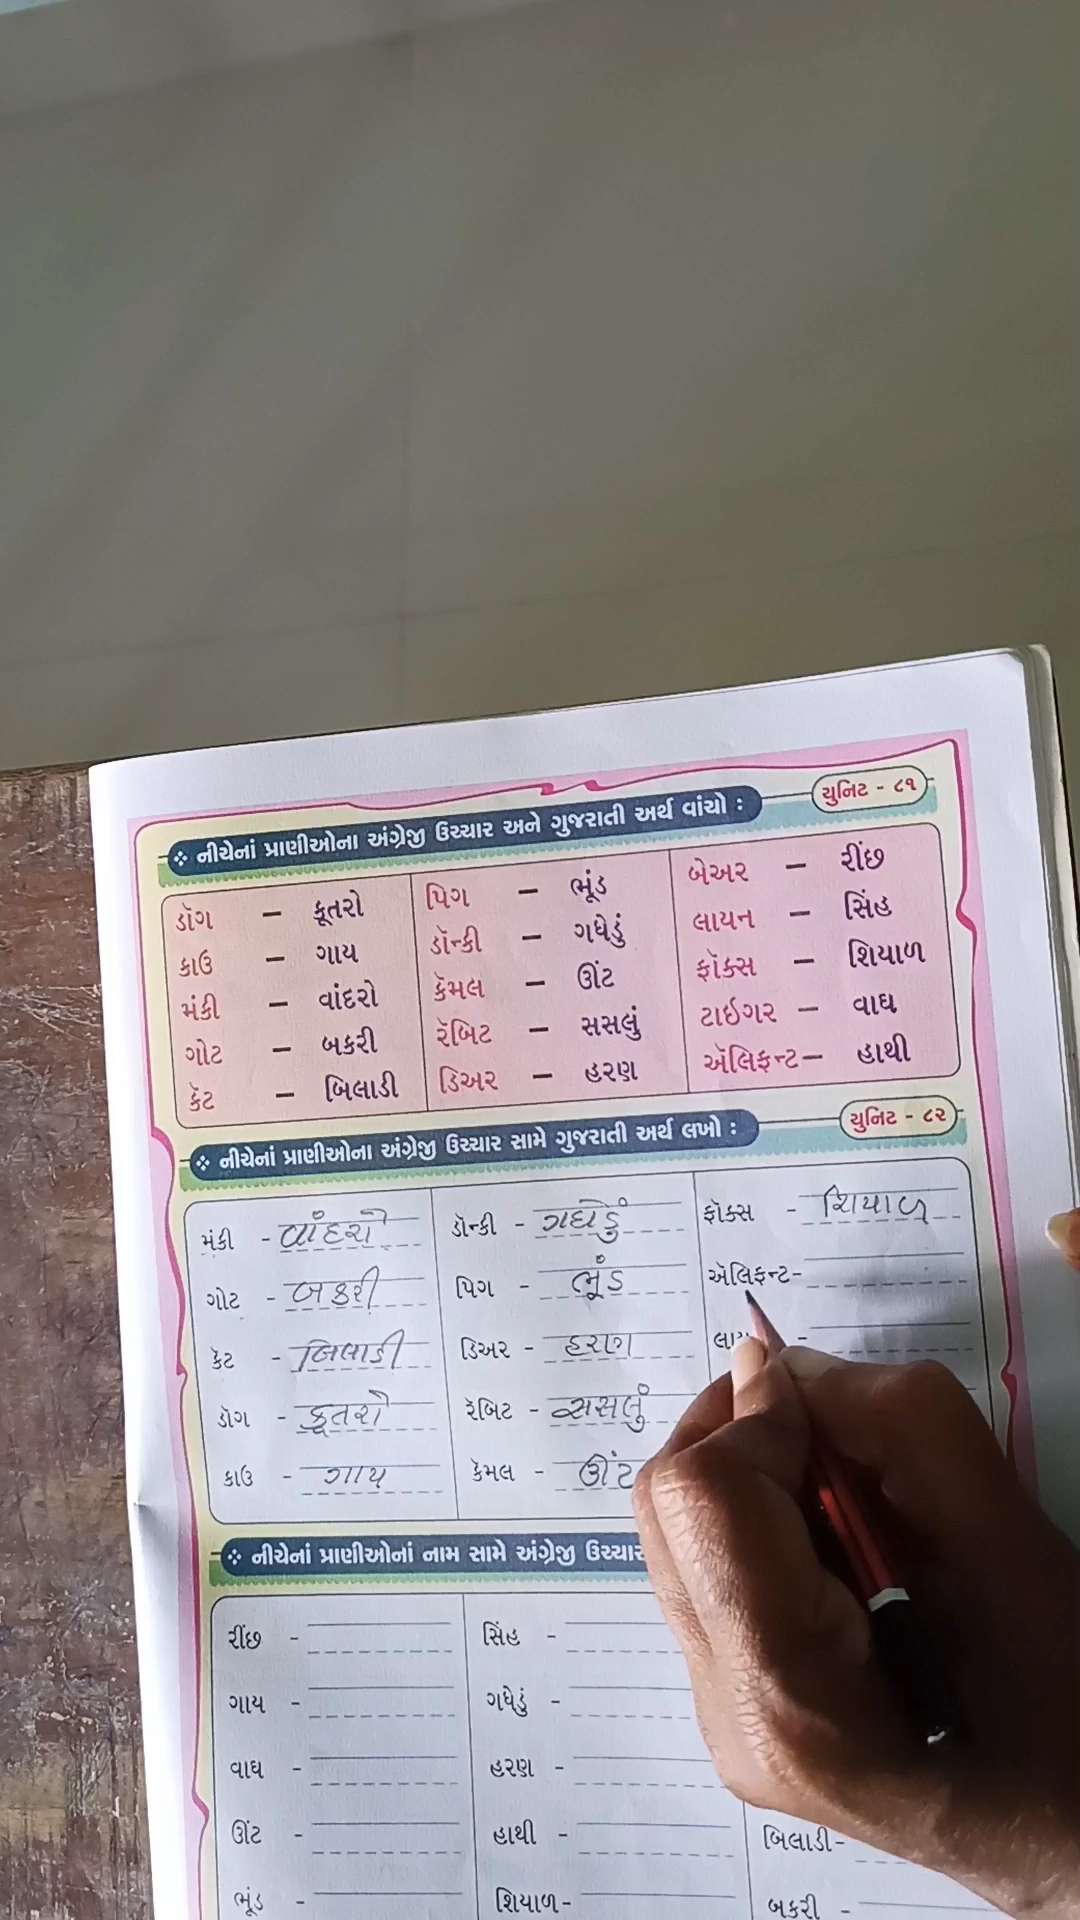 યુનિટ - ૮૧
❖ નીચેનાં પ્રાણીઓના અંગ્રેજી ઉચ્ચાર અને ગુજરાતી અર્થ વાંચો :
ડૉગ – કૂતરો
કાઉ – ગાય
મંકી – વાંદરો
ગોટ – બકરી
કૅટ – બિલાડી
પિગ – ભૂંડ
ડૉન્કી – ગધેડું
કૅમલ – ઊંટ
રૅબિટ – સસલું
ડિઅર – હરણ
બેઅર – રીંછ
લાયન – સિંહ
ફૉક્સ – શિયાળ
ટાઇગર – વાઘ
ઍલિફન્ટ – હાથી
યુનિટ - ૮૨
❖ નીચેનાં પ્રાણીઓના અંગ્રેજી ઉચ્ચાર સામે ગુજરાતી અર્થ લખો :
મંકી - વાંદરો
ગોટ - બકરી
કૅટ - બિલાડી
ડૉગ - કૂતરો
કાઉ - ગાય
ડૉન્કી - ગધેડું
પિગ - ભૂંડ
ડિઅર - હરણ
રૅબિટ - સસલું
કૅમલ - ઊંટ
ફૉક્સ - શિયાળ
ઍલિફન્ટ -
❖ નીચેનાં પ્રાણીઓનાં નામ સામે અંગ્રેજી
રીંછ -
ગાય -
વાઘ -
ઊંટ -
ભૂંડ -
સિંહ -
ગધેડું -
હરણ -
હાથી -
શિયાળ -
બિલાડી -
બકરી -